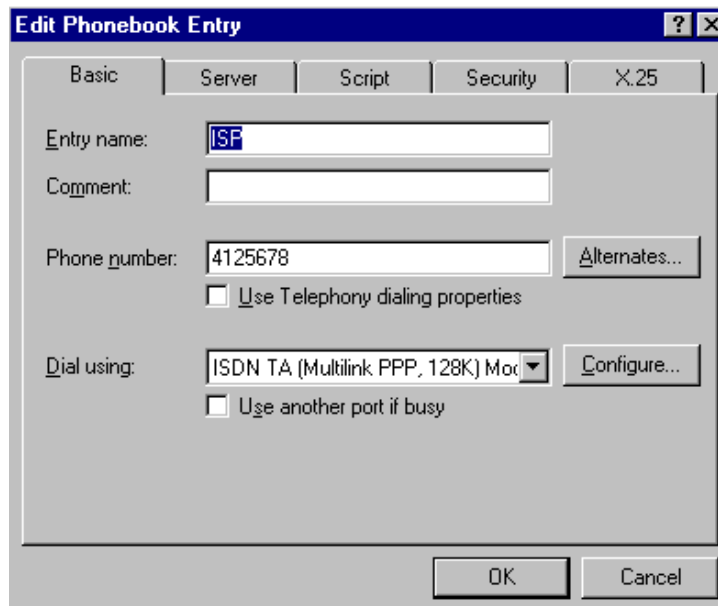 Edit Phonebook Entry
Basic Server Script Security X.25
Entry name: ISP
Comment:
Phone number: 4125678 Alternates...
Use Telephony dialing properties
Dial using: ISDN TA (Multilink PPP, 128K) Configure...
Use another port if busy
OK Cancel